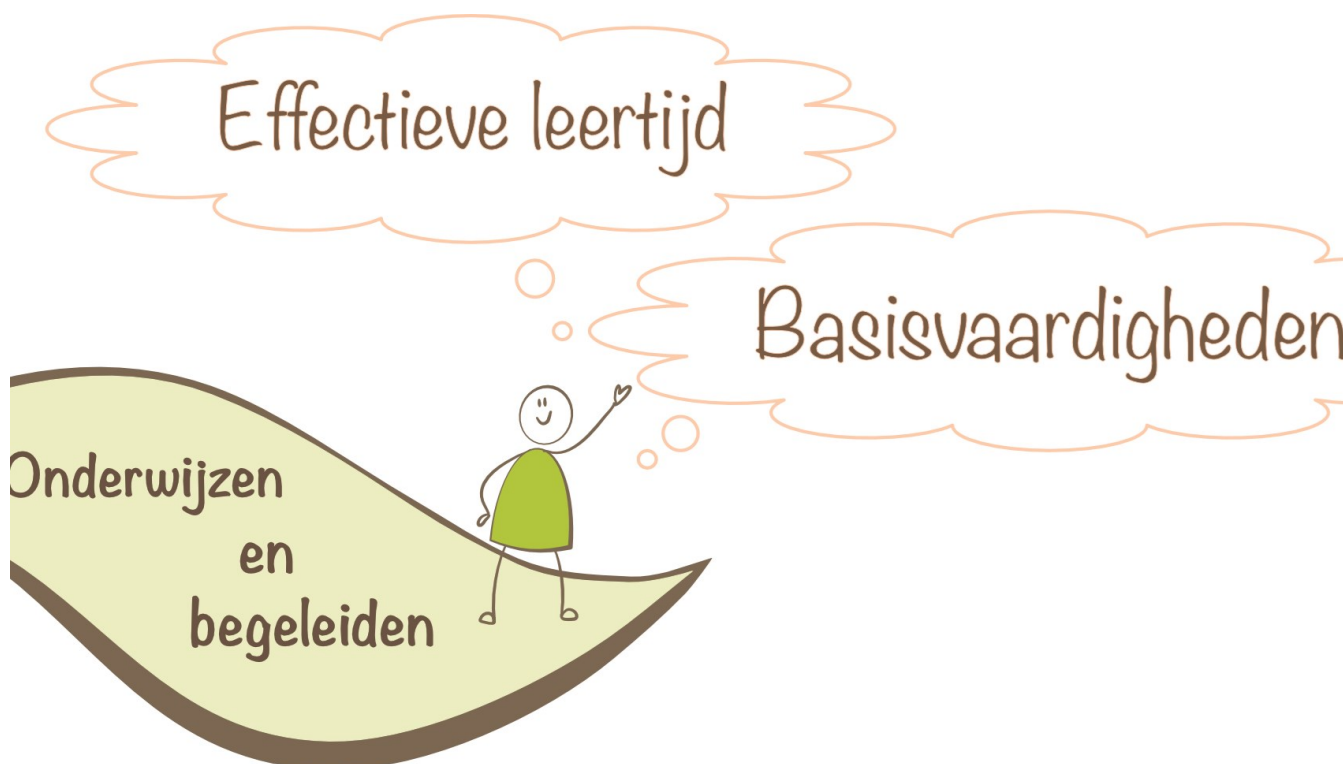 Effectieve leertijd
Basisvaardigheden
Onderwijzen
en
begeleiden